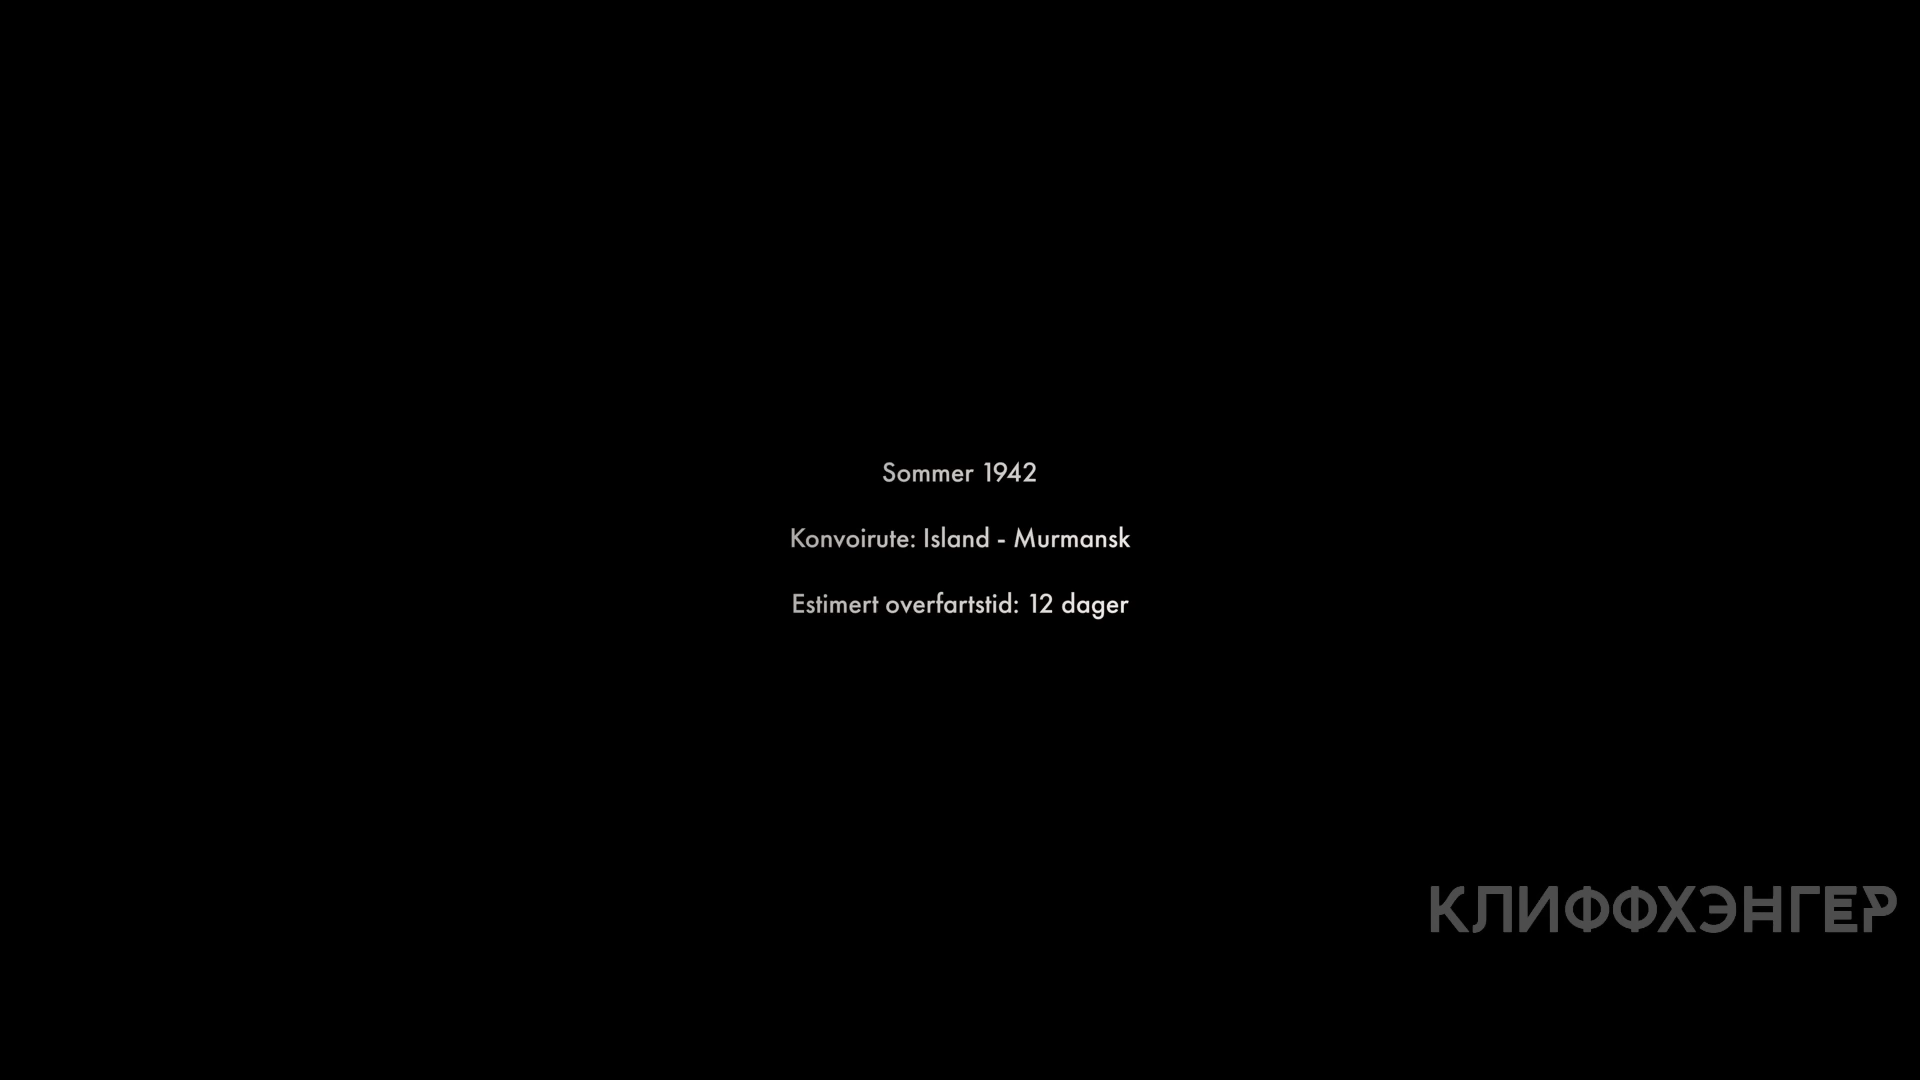 Sommer 1942
Konvoirute: Island - Murmansk
Estimert overfartstid: 12 dager
КЛИФФХЭНГЕР